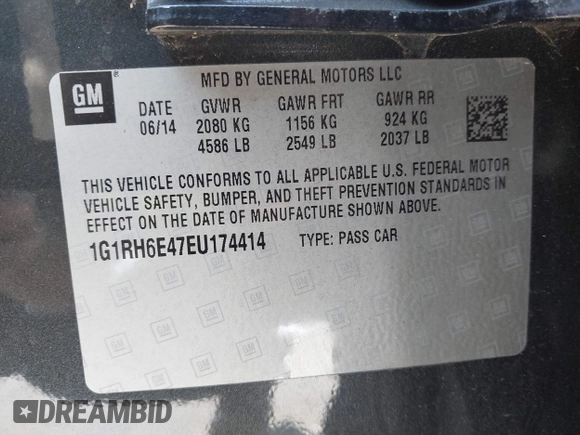 GM
MFD BY GENERAL MOTORS LLC
DATE GVWR GAWR FRT GAWR RR
06/14 2080 KG 1156 KG 924 KG
4586 LB 2549 LB 2037 LB
THIS VEHICLE CONFORMS TO ALL APPLICABLE U.S. FEDERAL MOTOR
VEHICLE SAFETY, BUMPER, AND THEFT PREVENTION STANDARDS IN
EFFECT ON THE DATE OF MANUFACTURE SHOWN ABOVE.
1G1RH6E47EU174414 TYPE: PASS CAR
DREAMBID